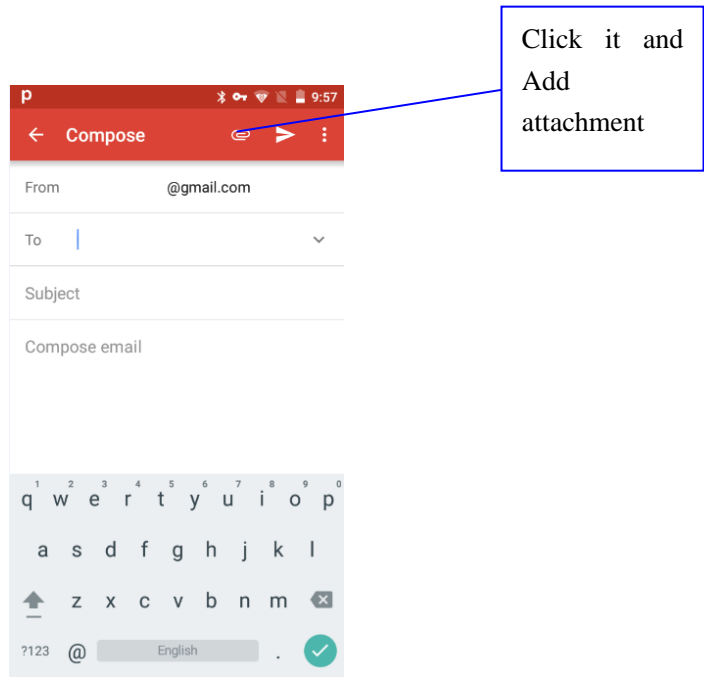 Click it and
Add
attachment
p 9:57
Compose
From @gmail.com
To
Subject
Compose email
1 2 3 4 5 6 7 8 9 0
q w e r t y u i o p
a s d f g h j k l
z x c v b n m
?123 @ English .